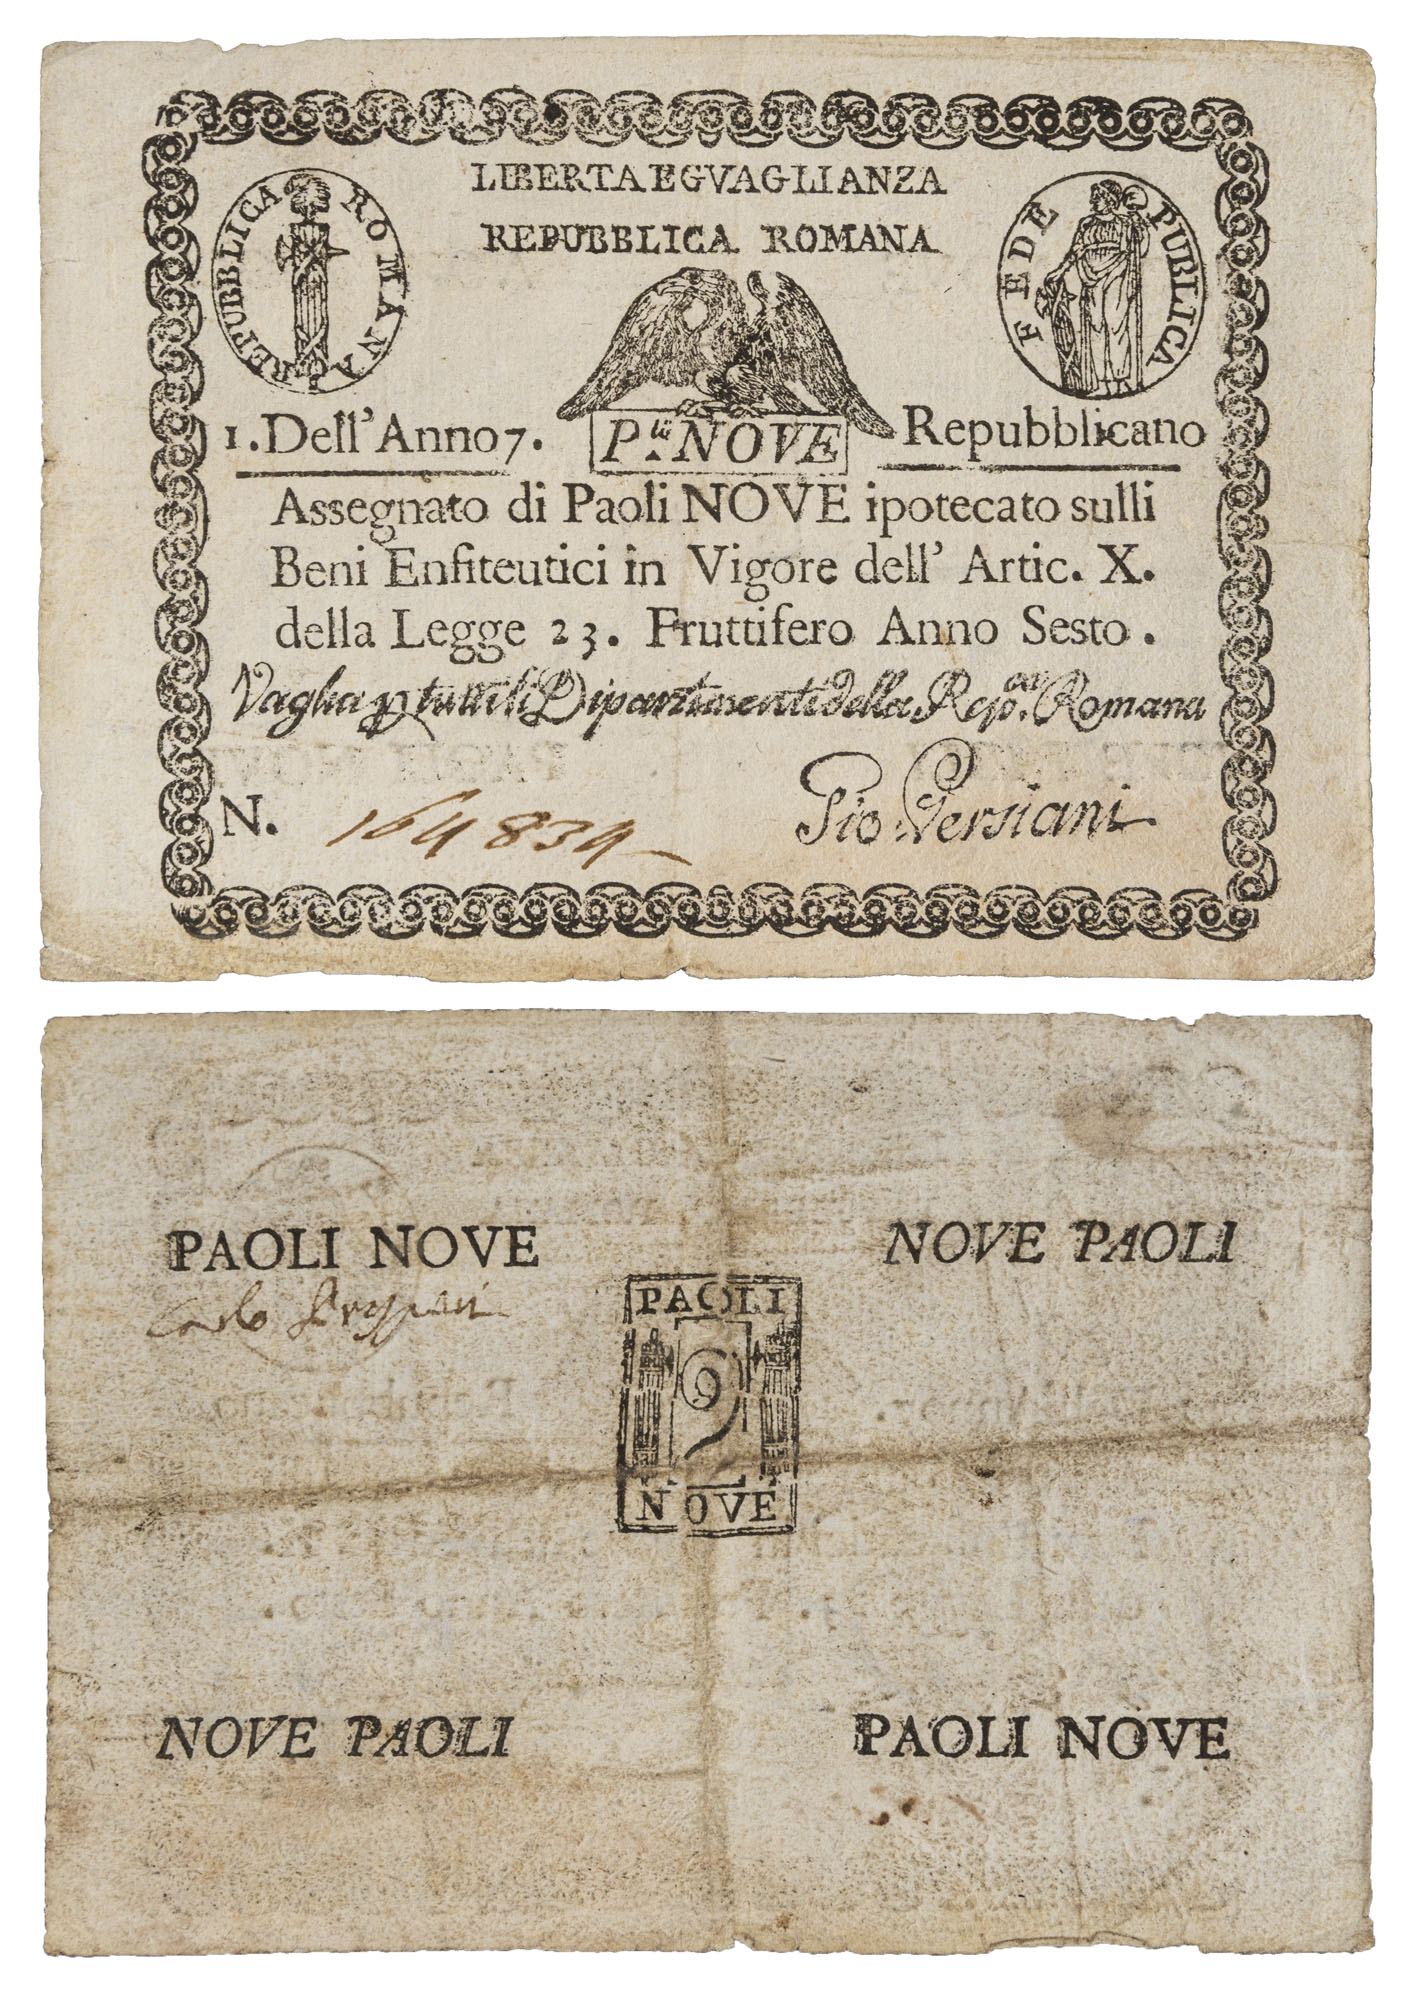 LIBERTA EGVAGLIANZA
REPUBBLICA ROMANA
REPUBBLICA ROMANA
FEDE PUBLICA
1. Dell' Anno 7.
P.li NOVE
Repubblicano
Assegnato di Paoli NOVE ipotecato sulli
Beni Enfiteutici in Vigore dell' Artic. X.
della Legge 23. Fruttifero Anno Sesto.
Vaglia p tutti li Dipartimenti della Rep.ca Romana
N. 164834
Pio Persiani
PAOLI NOVE
NOVE PAOLI
Carlo
PAOLI
9
NOVE
NOVE PAOLI
PAOLI NOVE